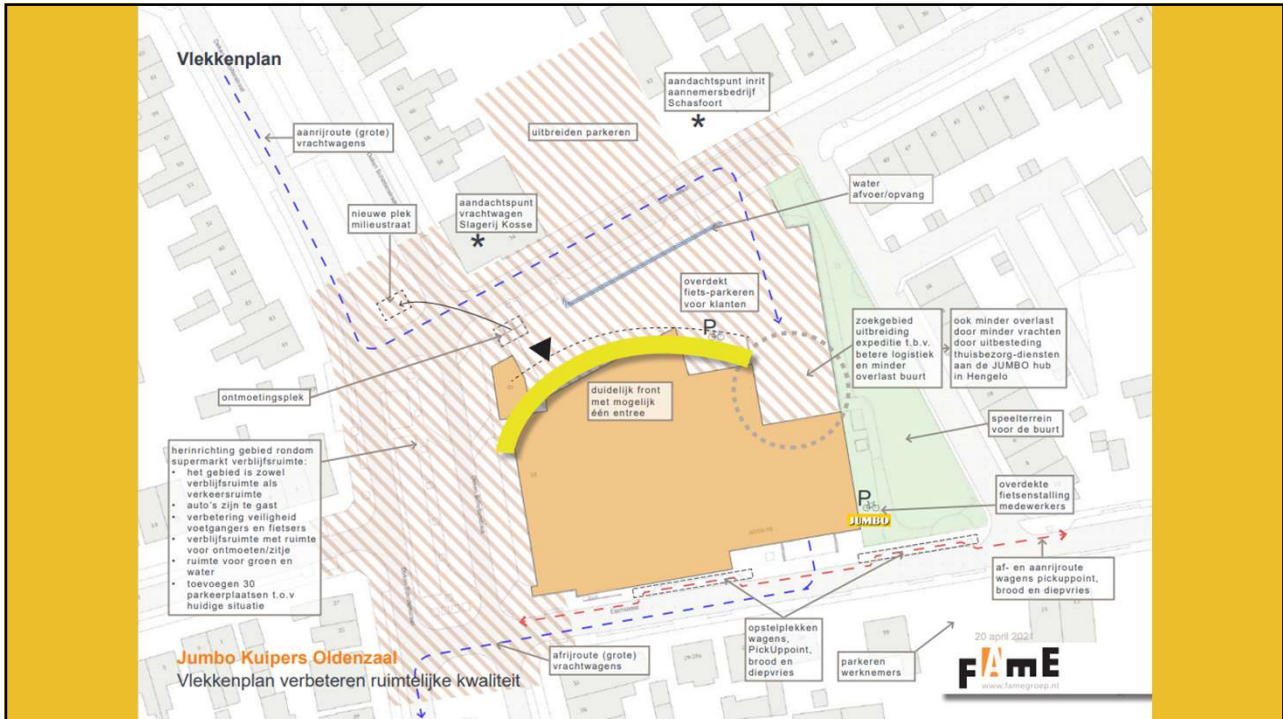 Vlekkenplan
aanrijroute (grote)
vrachtwagens
uitbreiden parkeren
aandachtspunt inrit
aannemersbedrijf
Schasfoort
*
nieuwe plek
milieustraat
aandachtspunt
vrachtwagen
Slagerij Kosse
*
water
afvoer/opvang
overdekt
fiets-parkeren
voor klanten
P
zoekgebied
uitbreiding
expeditie t.b.v.
betere logistiek
en minder
overlast buurt
ook minder overlast
door minder vrachten
door uitbesteding
thuisbezorg-diensten
aan de JUMBO hub
in Hengelo
ontmoetingsplek
duidelijk front
met mogelijk
één entree
speelterrein
voor de buurt
herinrichting gebied rondom
supermarkt verblijfsruimte:
• het gebied is zowel
verblijfsruimte als
verkeersruimte
• auto's zijn te gast
• verbetering veiligheid
voetgangers en fietsers
• verblijfsruimte met ruimte
voor ontmoeten/zitje
• ruimte voor groen en
water
• toevoegen 30
parkeerplaatsen t.o.v
huidige situatie
P
JUMBO
overdekte
fietsenstalling
medewerkers
af- en aanrijroute
wagens pickuppoint,
brood en diepvries
opstelplekken
wagens,
PickUppoint,
brood en
diepvries
parkeren
werknemers
afrijroute (grote)
vrachtwagens
Jumbo Kuipers Oldenzaal
Vlekkenplan verbeteren ruimtelijke kwaliteit
20 april 2021
FAmE
www.famegroep.nl